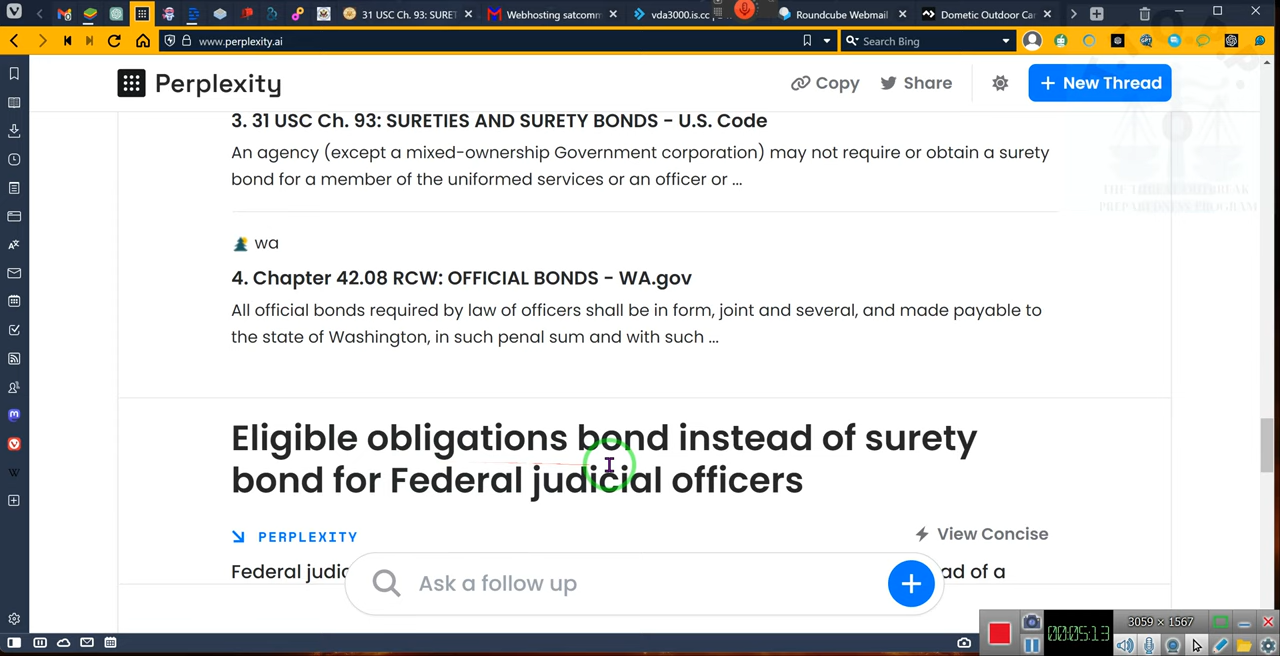 31 USC Ch. 93: SURET
Webhosting satcomm
vda3000.is.cc
Roundcube Webmail
Dometic Outdoor Ca
www.perplexity.ai
Search Bing
Perplexity
Copy
Share
New Thread
3. 31 USC Ch. 93: SURETIES AND SURETY BONDS - U.S. Code
An agency (except a mixed-ownership Government corporation) may not require or obtain a surety
bond for a member of the uniformed services or an officer or ...
THE THREAT OUTBREAK
PREPAREDNESS PROGRAM
wa
4. Chapter 42.08 RCW: OFFICIAL BONDS - WA.gov
All official bonds required by law of officers shall be in form, joint and several, and made payable to
the state of Washington, in such penal sum and with such ...
Eligible obligations bond instead of surety
bond for Federal judicial officers
PERPLEXITY
View Concise
Federal judic
ad of a
Ask a follow up
00:05:13
3059 × 1567